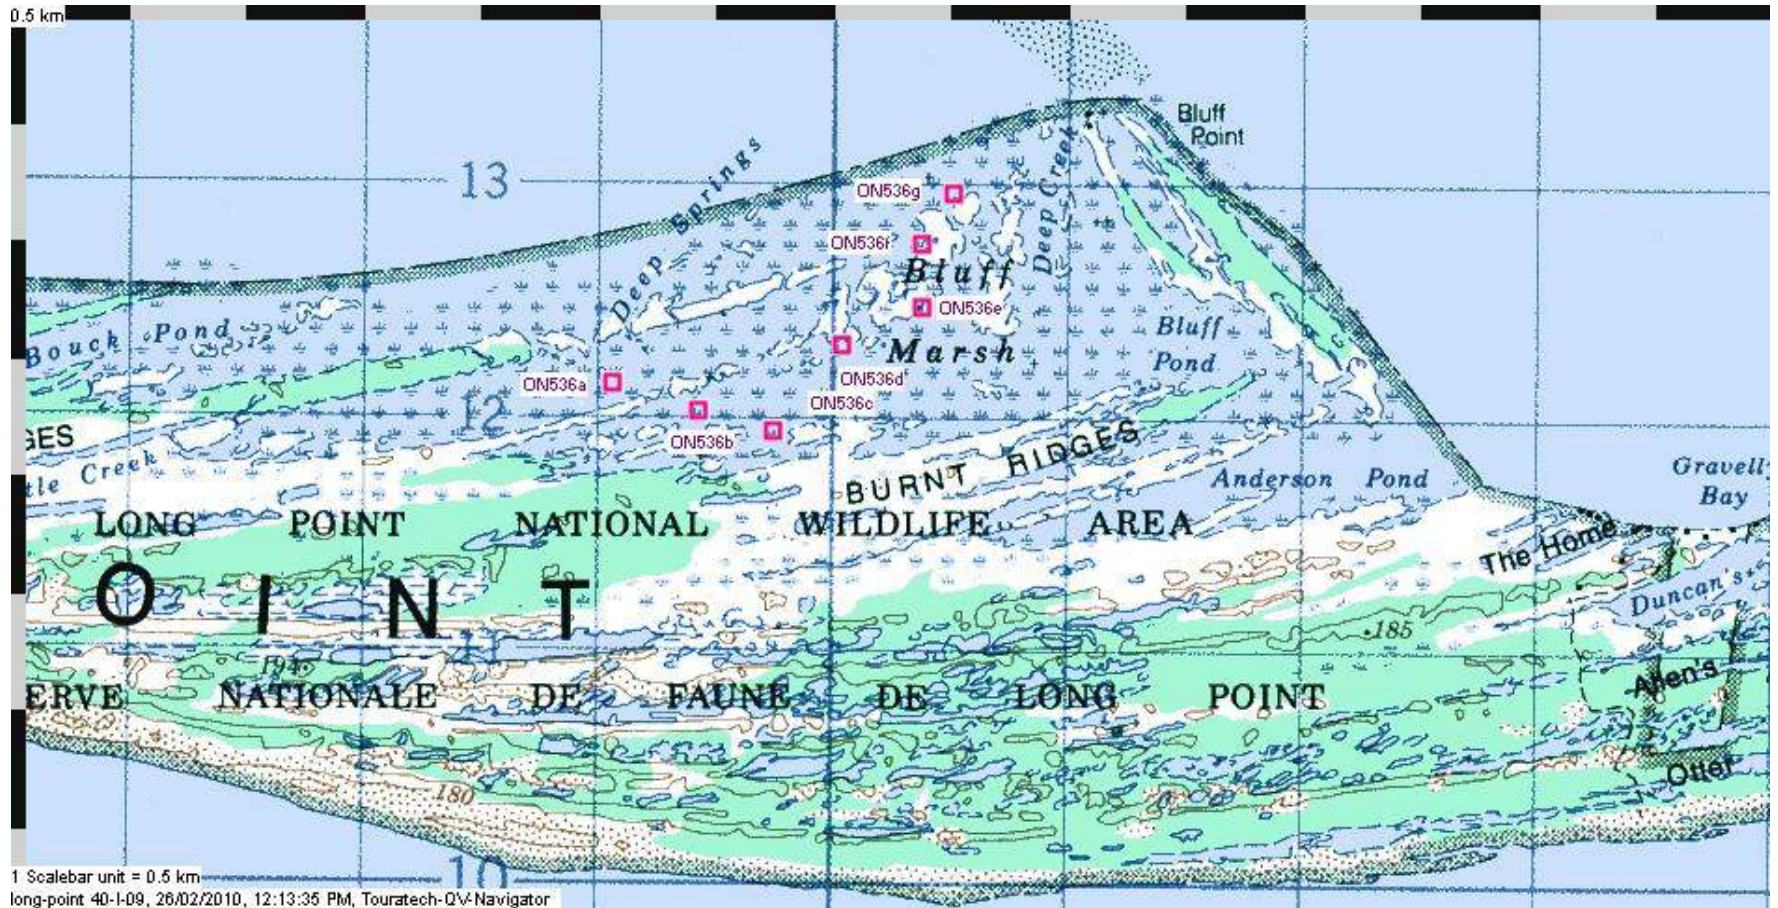 0.5 km
Bluff
Point
13
Deep Springs
Deep Creek
ON536g
ON536f
Bluff
ON536e
Bouck Pond
Marsh
Bluff
Pond
ON536a
ON536d
ON536c
12
ON536b
GES
tle Creek
BURNT RIDGES
Anderson Pond
Gravelly
Bay
LONG POINT NATIONAL WILDLIFE AREA
The Home
OINT
Duncan's
185
11
194
Allen's
ERVE NATIONALE DE FAUNE DE LONG POINT
Otter
180
10
1 Scalebar unit = 0.5 km
long-point 40-I-09, 26/02/2010, 12:13:35 PM, Touratech-QV-Navigator